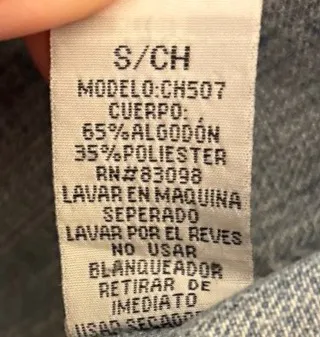 S/CH
MODELO:CH507
CUERPO:
65%ALGODÓN
35%POLIESTER
RN#83098
LAVAR EN MAQUINA
SEPERADO
LAVAR POR EL REVES
NO USAR
BLANQUEADOR
RETIRAR DE
IMEDIATO
USAR